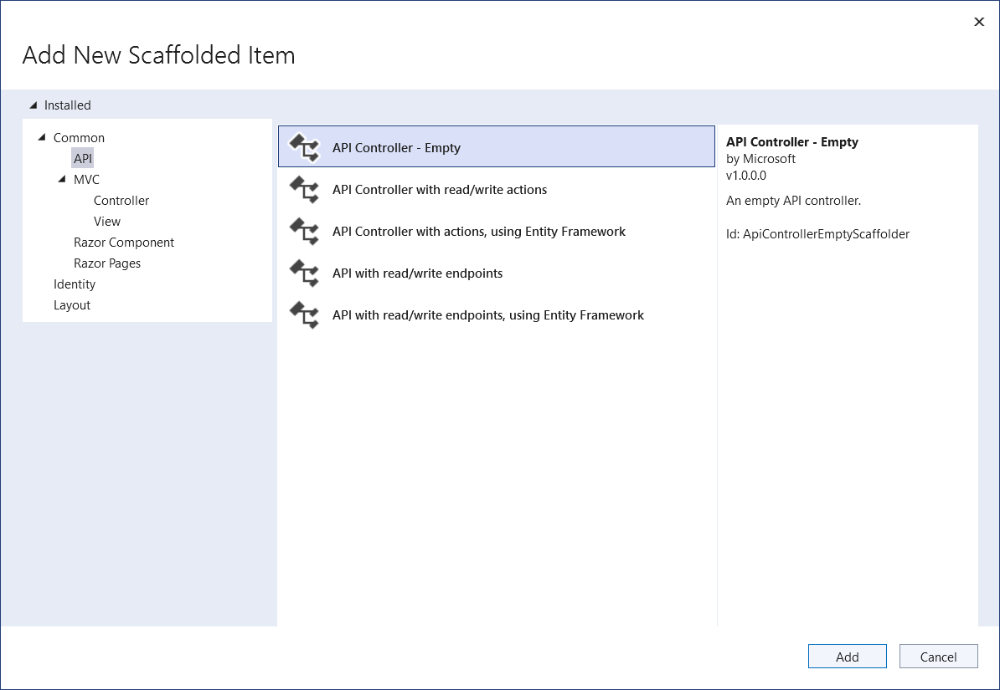 Add New Scaffolded Item
Installed
Common
API
MVC
Controller
View
Razor Component
Razor Pages
Identity
Layout
API Controller - Empty
API Controller with read/write actions
API Controller with actions, using Entity Framework
API with read/write endpoints
API with read/write endpoints, using Entity Framework
API Controller - Empty
by Microsoft
v1.0.0.0
An empty API controller.
Id: ApiControllerEmptyScaffolder
Add
Cancel